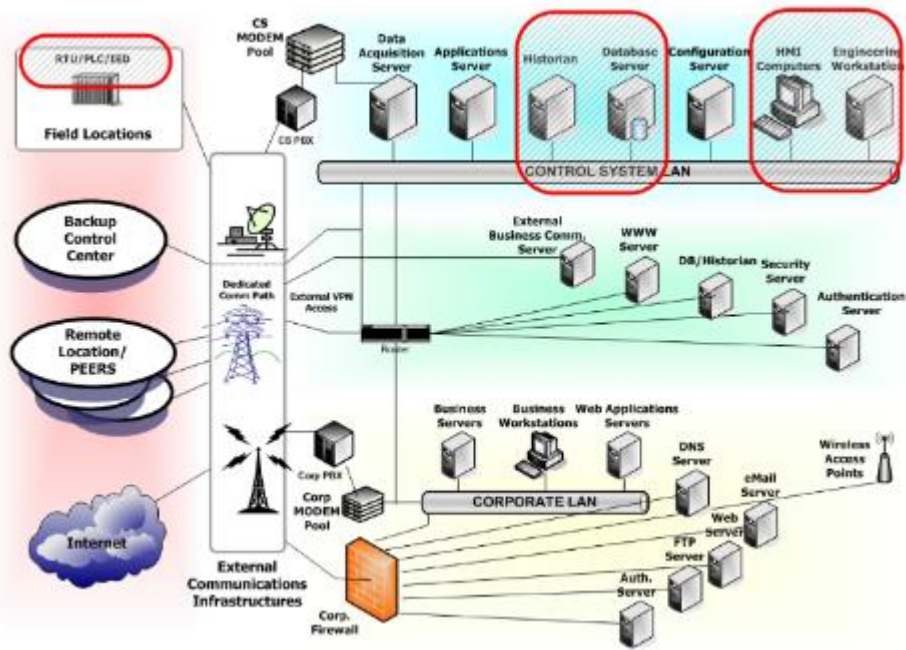 CS
MODEM
Pool
Data
Acquisition
Server
Applications
Server
Historian
Database
Server
Configuration
Server
HMI
Computers
Engineering
Workstation
RTU/PLC/IED
Field Locations
CS PBX
CONTROL SYSTEM LAN
Backup
Control
Center
External
Business Comm.
Server
WWW
Server
DB/Historian
Security
Server
Authentication
Server
Dedicated
Comm Path
External VPN
Access
Router
Remote
Location/
PEERS
Business
Servers
Business
Workstations
Web Applications
Servers
DNS
Server
Wireless
Access
Points
Corp PBX
eMail
Server
Corp
MODEM
Pool
CORPORATE LAN
Web
Server
FTP
Server
Auth.
Server
Internet
External
Communications
Infrastructures
Corp.
Firewall